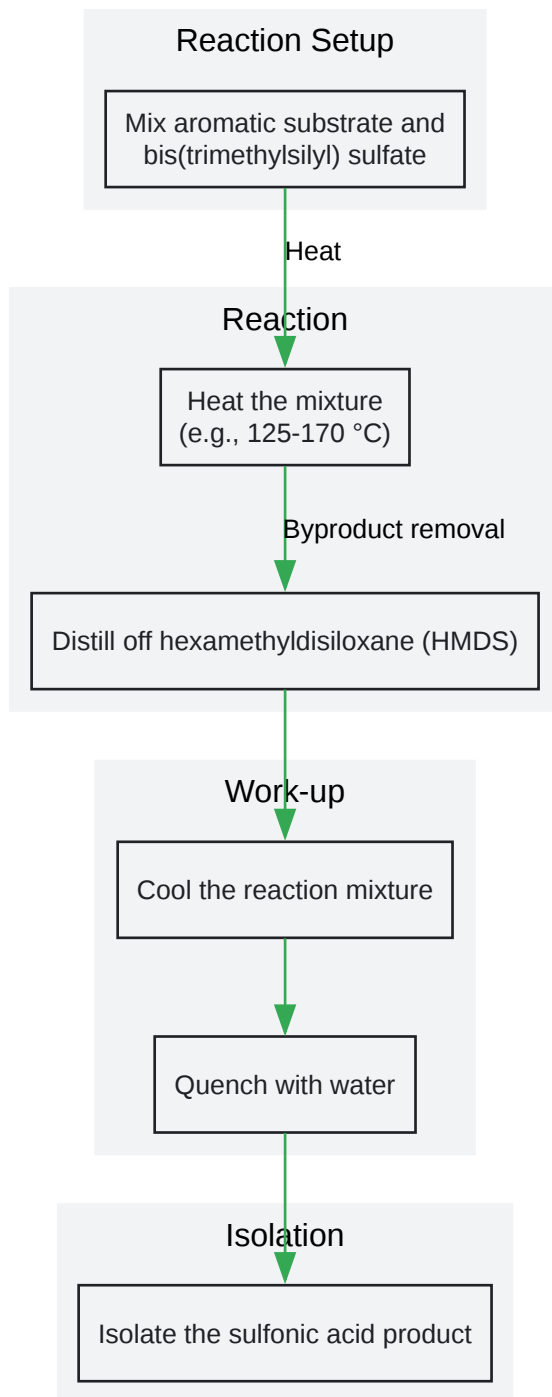 Reaction Setup
Mix aromatic substrate and
bis(trimethylsilyl) sulfate
Heat
Reaction
Heat the mixture
(e.g., 125-170 °C)
Byproduct removal
Distill off hexamethyldisiloxane (HMDS)
Work-up
Cool the reaction mixture
Quench with water
Isolation
Isolate the sulfonic acid product